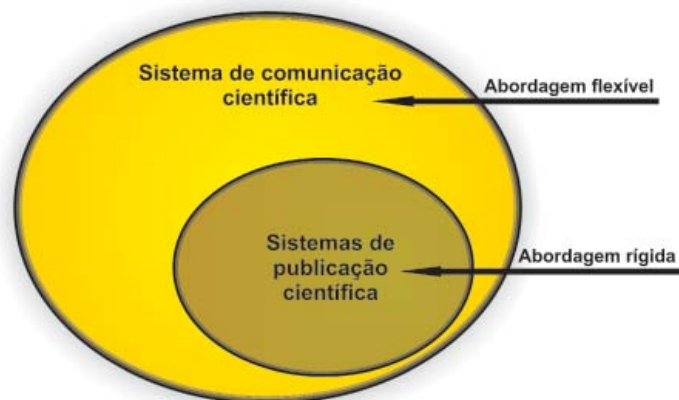 Sistema de comunicação
científica
Abordagem flexível
Sistemas de
publicação
científica
Abordagem rígida